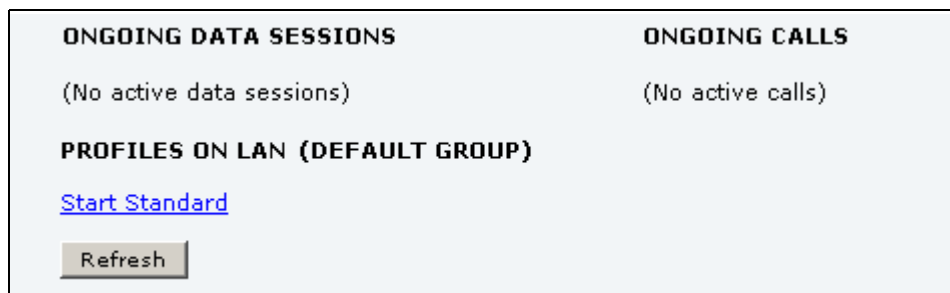 ONGOING DATA SESSIONS
ONGOING CALLS
(No active data sessions)
(No active calls)
PROFILES ON LAN (DEFAULT GROUP)
Start Standard
Refresh